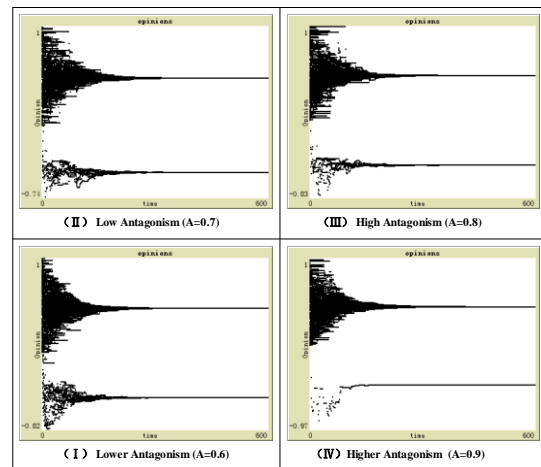 opinions
1
Opinion
-0.74
0
time
600
(Ⅱ) Low Antagonism (A=0.7)
opinions
1
Opinion
-0.83
0
time
600
(Ⅲ) High Antagonism (A=0.8)
opinions
1
Opinion
-0.82
0
time
600
(Ⅰ) Lower Antagonism (A=0.6)
opinions
1
Opinion
-0.97
0
time
600
(Ⅳ) Higher Antagonism (A=0.9)